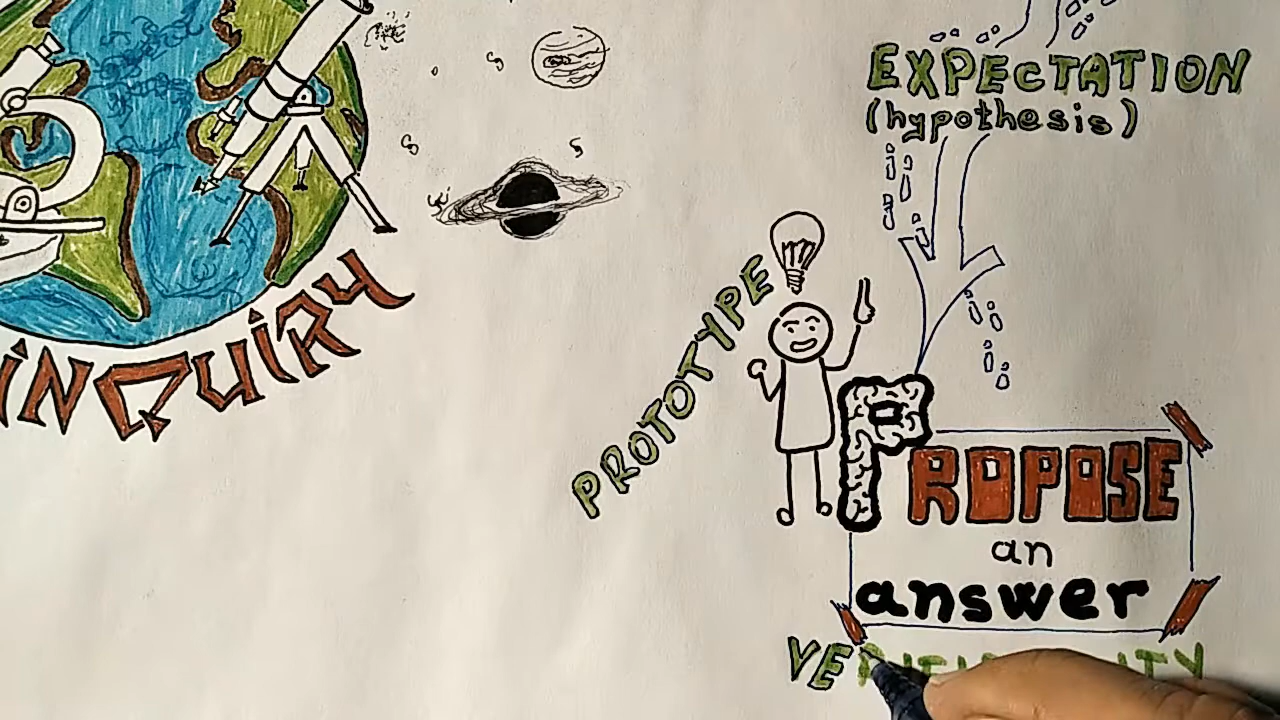 EXPECTATION
(hypothesis)
INQUIRY
PROTOTYPE
PROPOSE
an
answer